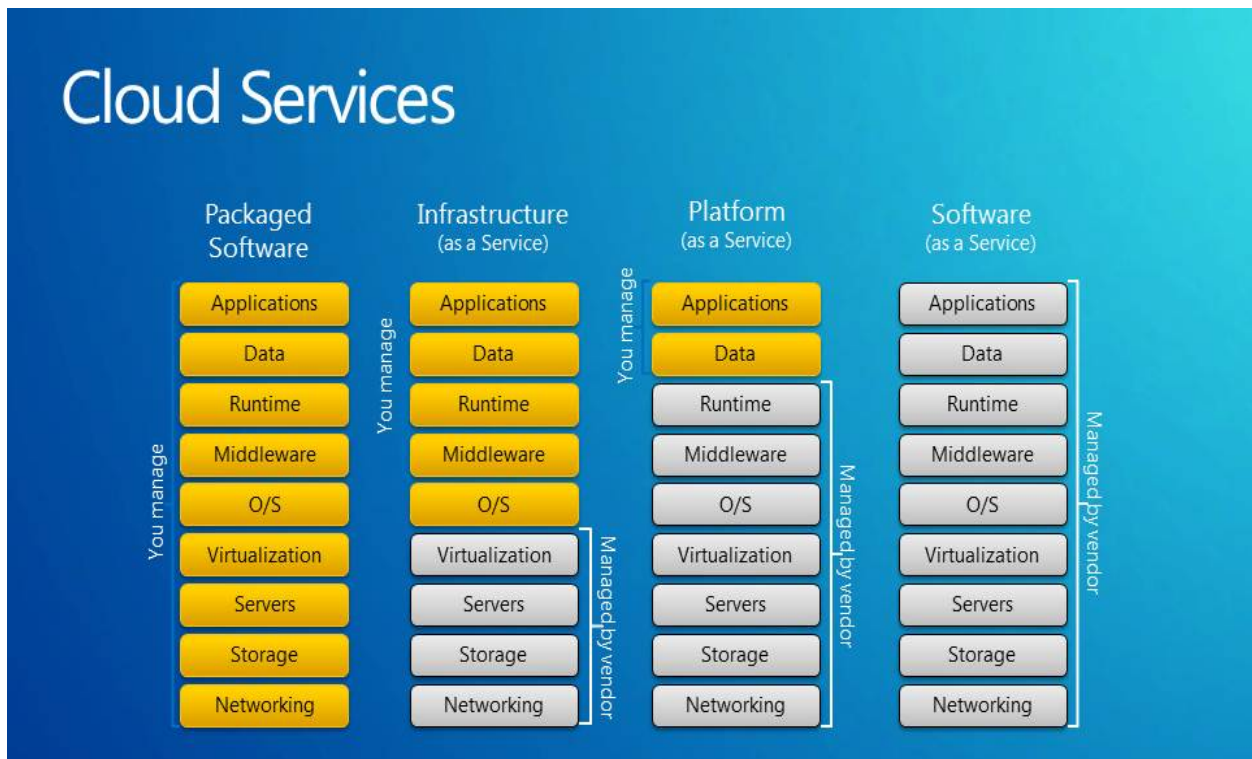 Cloud Services
Packaged
Software
You manage
Applications
Data
Runtime
Middleware
O/S
Virtualization
Servers
Storage
Networking
Infrastructure
(as a Service)
You manage
Applications
Data
Runtime
Middleware
O/S
Virtualization
Servers
Storage
Networking
Managed by vendor
Platform
(as a Service)
You manage
Applications
Data
Runtime
Middleware
O/S
Virtualization
Servers
Storage
Networking
Managed by vendor
Software
(as a Service)
Applications
Data
Runtime
Middleware
O/S
Virtualization
Servers
Storage
Networking
Managed by vendor